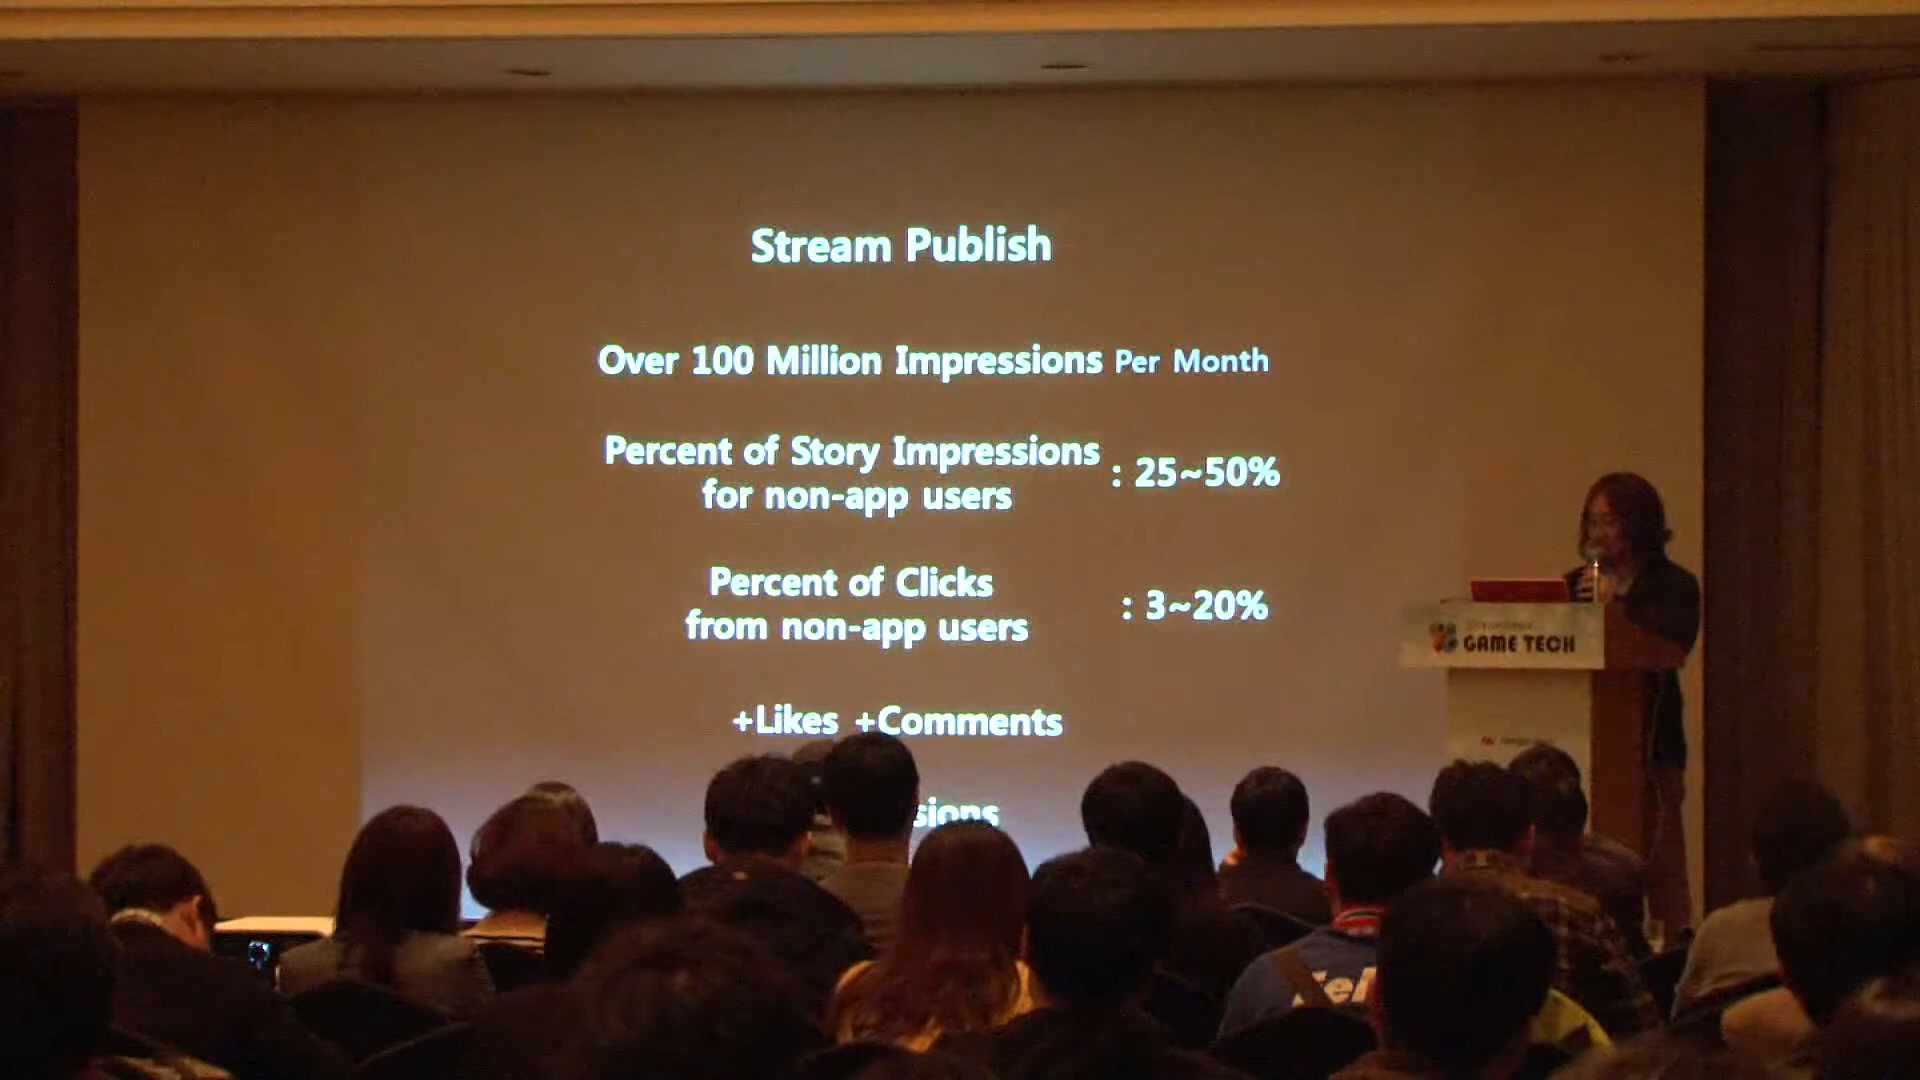 Stream Publish
Over 100 Million Impressions Per Month
Percent of Story Impressions
for non-app users
: 25~50%
Percent of Clicks
from non-app users
: 3~20%
+Likes +Comments
GAME TECH